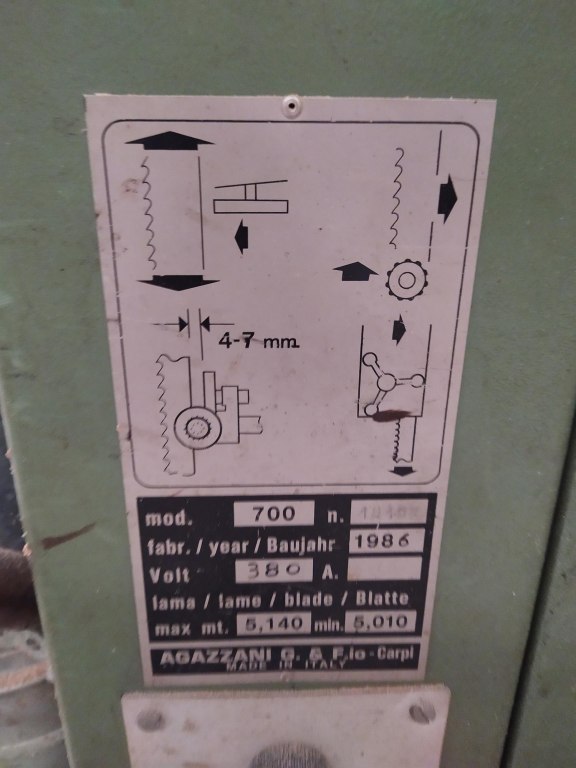 4-7 mm
mod. 700 n.
fabr. / year / Baujahr 1986
Volt 380 A.
lama / lame / blade / Blatte
max mt. 5,140 min. 5,010
AGAZZANI G. & F.lo - Carpi
MADE IN ITALY